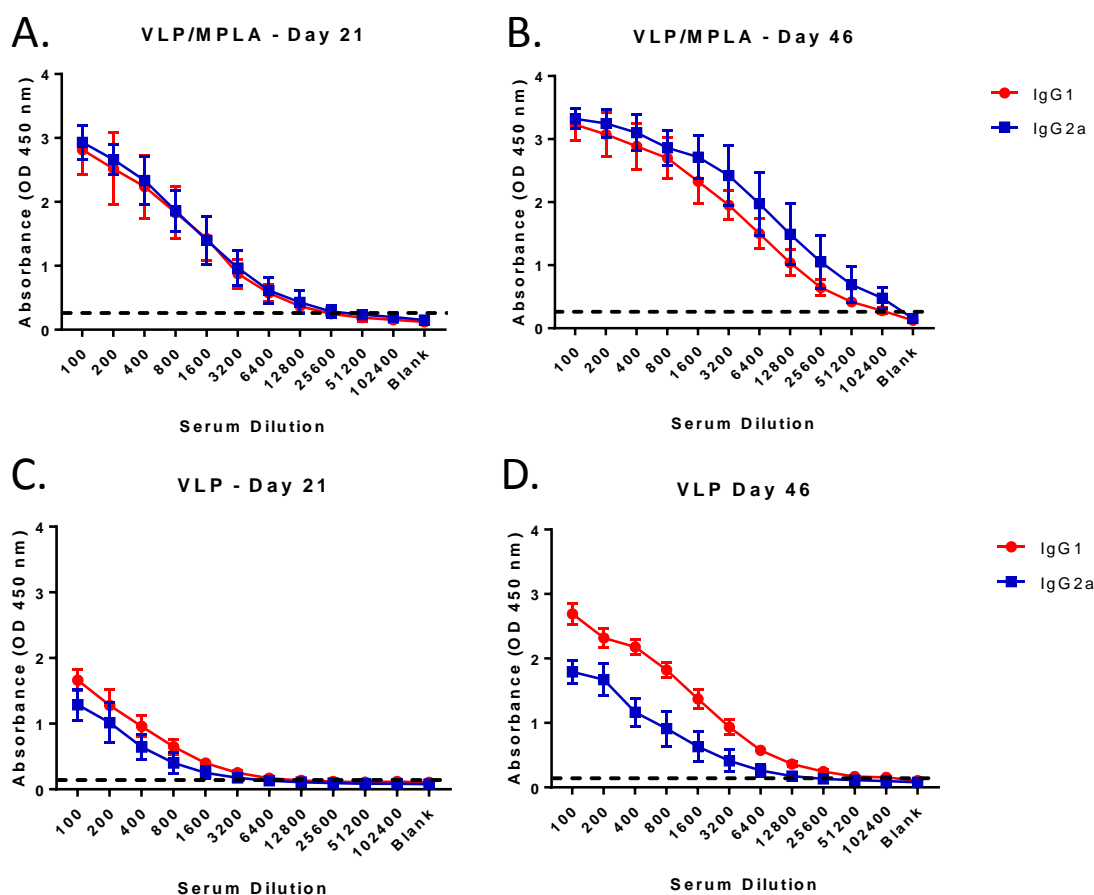 A.
VLP/MPLA - Day 21
Absorbance (OD 450 nm)
4
3
2
1
0
100
200
400
800
1600
3200
6400
12800
25600
51200
102400
Blank
Serum Dilution
B.
VLP/MPLA - Day 46
Absorbance (OD 450 nm)
4
3
2
1
0
100
200
400
800
1600
3200
6400
12800
25600
51200
102400
Blank
Serum Dilution
IgG1
IgG2a
C.
VLP - Day 21
Absorbance (OD 450 nm)
4
3
2
1
0
100
200
400
800
1600
3200
6400
12800
25600
51200
102400
Blank
Serum Dilution
D.
VLP Day 46
Absorbance (OD 450 nm)
4
3
2
1
0
100
200
400
800
1600
3200
6400
12800
25600
51200
102400
Blank
Serum Dilution
IgG1
IgG2a